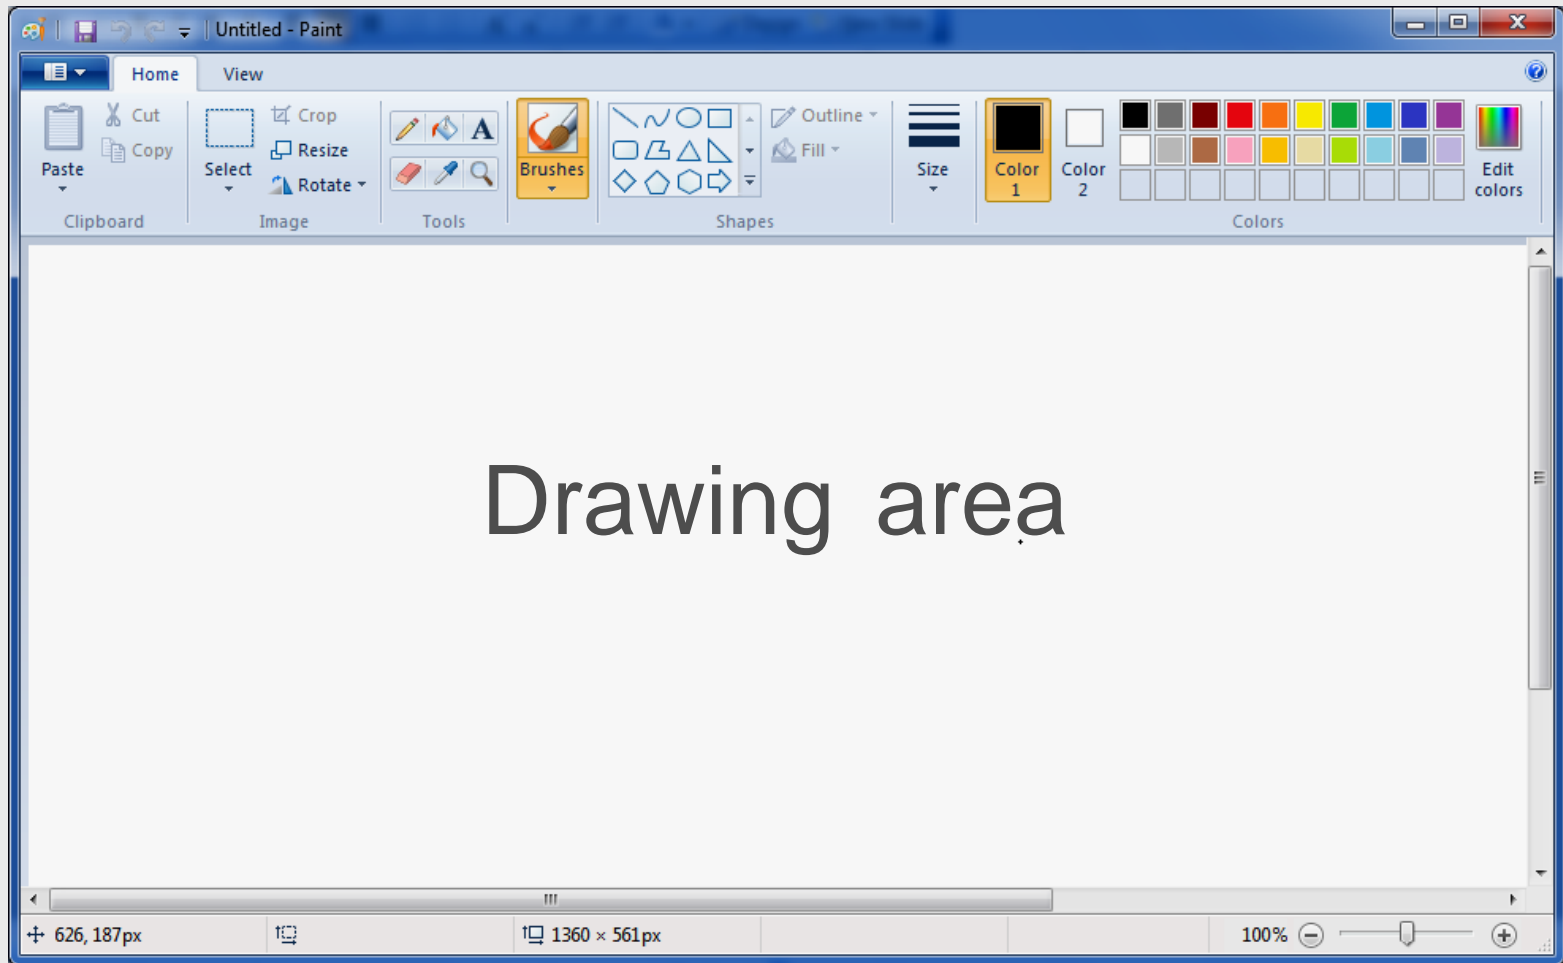 Untitled - Paint
Home View
Paste
Cut
Copy
Clipboard
Select
Crop
Resize
Rotate
Image
A
Tools
Brushes
Outline
Fill
Shapes
Size
Color 1
Color 2
Edit colors
Colors
Drawing area
626, 187px
1360 × 561px
100%